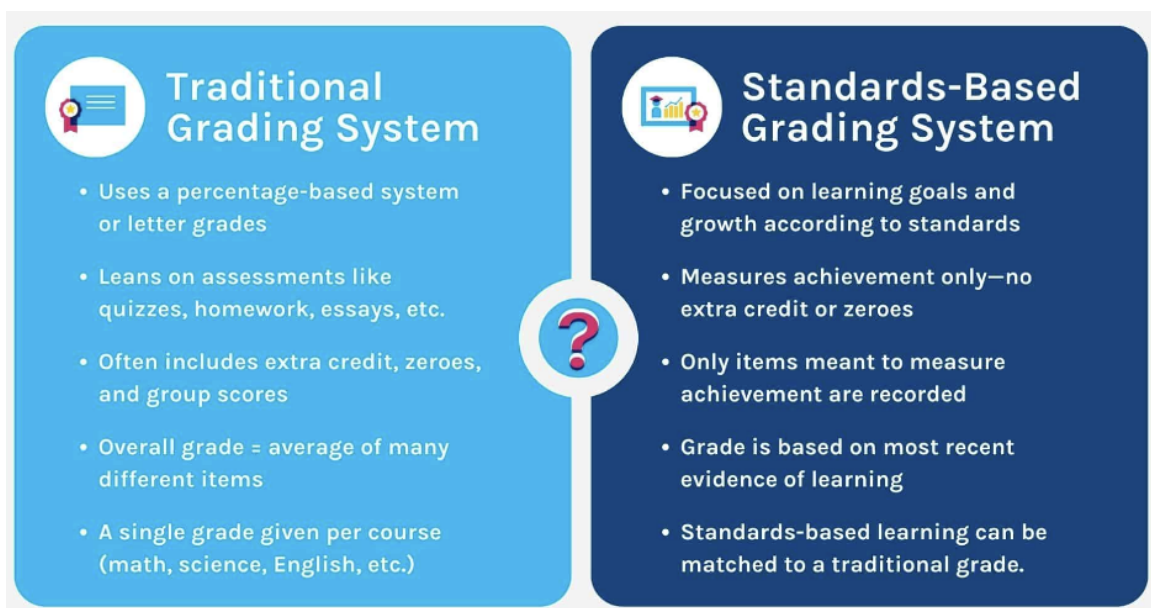 Traditional
Grading System
• Uses a percentage-based system
or letter grades
• Leans on assessments like
quizzes, homework, essays, etc.
• Often includes extra credit, zeroes,
and group scores
• Overall grade = average of many
different items
• A single grade given per course
(math, science, English, etc.)
?
Standards-Based
Grading System
• Focused on learning goals and
growth according to standards
• Measures achievement only—no
extra credit or zeroes
• Only items meant to measure
achievement are recorded
• Grade is based on most recent
evidence of learning
• Standards-based learning can be
matched to a traditional grade.